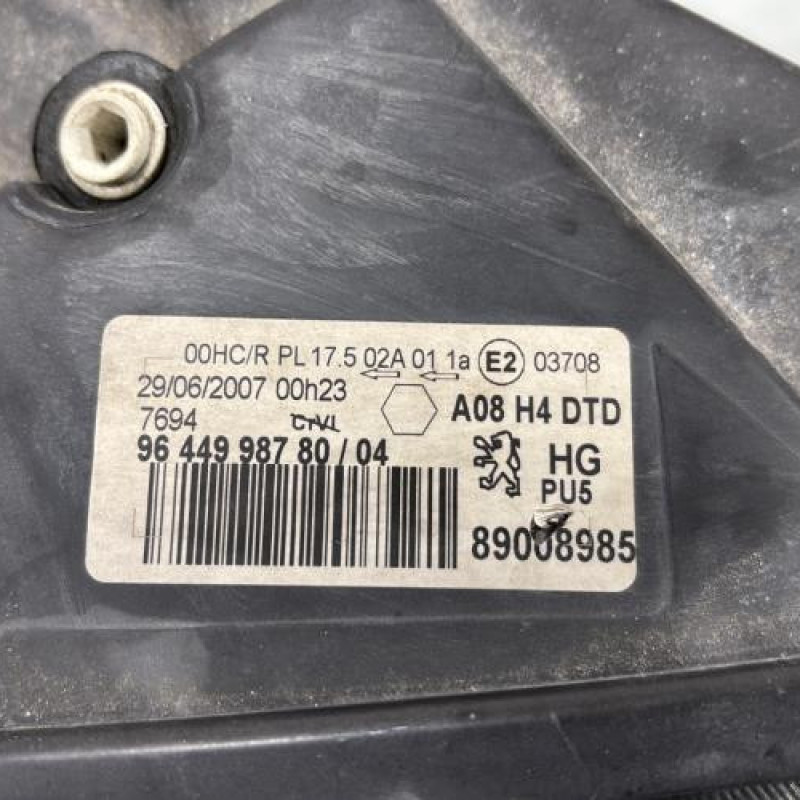 00HC/R PL 17.5 02A 01 1a E2 03708
29/06/2007 00h23
7694 CTVL A08 H4 DTD
96 449 987 80 / 04 HG
PU5
89008985